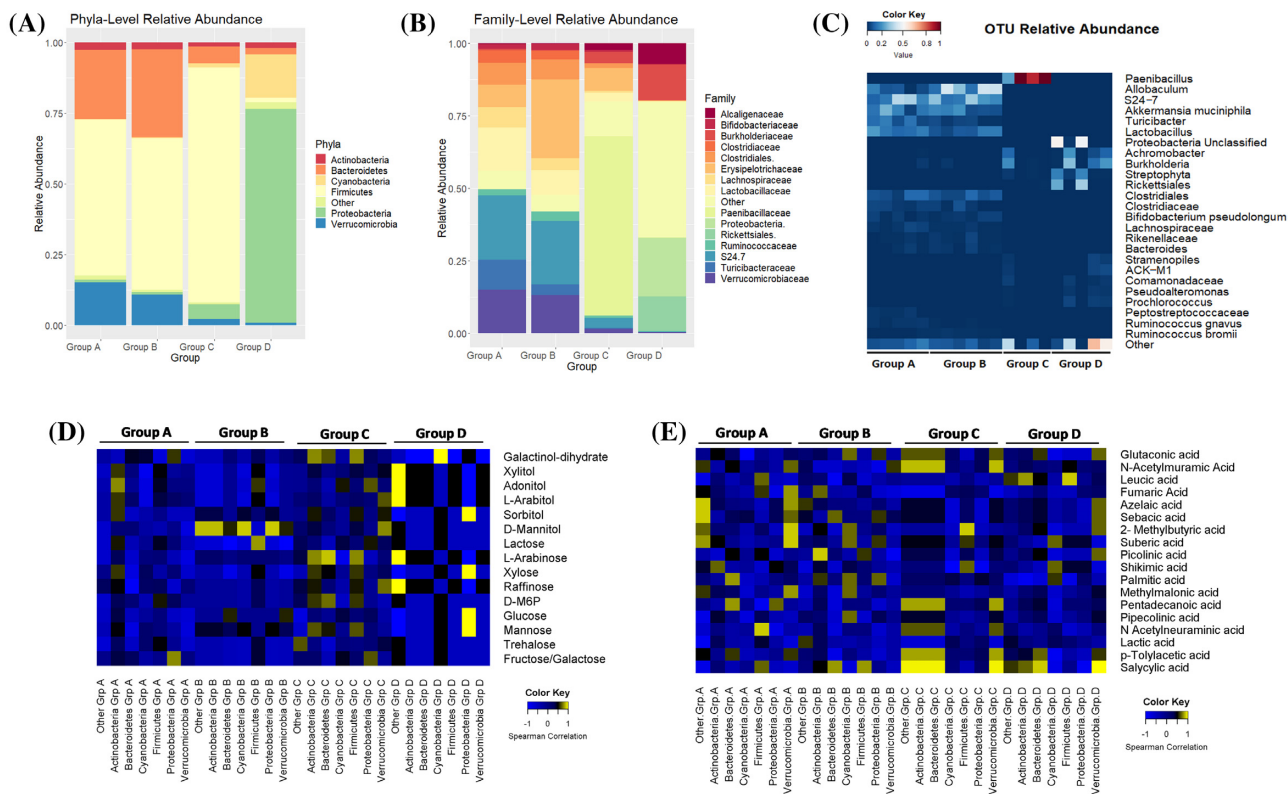 (A)
Phyla-Level Relative Abundance
Relative Abundance
1.00
0.75
0.50
0.25
0.00
Group A
Group B
Group C
Group D
Group
Phyla
Actinobacteria
Bacteroidetes
Cyanobacteria
Firmicutes
Other
Proteobacteria
Verrucomicrobia
(B)
Family-Level Relative Abundance
Relative Abundance
1.00
0.75
0.50
0.25
0.00
Group A
Group B
Group C
Group D
Group
Family
Alcaligenaceae
Bifidobacteriaceae
Burkholderiaceae
Clostridiaceae
Clostridiales.
Erysipelotrichaceae
Lachnospiraceae
Lactobacillaceae
Other
Paenibacillaceae
Proteobacteria.
Rickettsiales.
Ruminococcaceae
S24.7
Turicibacteraceae
Verrucomicrobiaceae
(C)
Color Key
0 0.2 0.5 0.8 1
Value
OTU Relative Abundance
Paenibacillus
Allobaculum
S24-7
Akkermansia muciniphila
Turicibacter
Lactobacillus
Proteobacteria Unclassified
Achromobacter
Burkholderia
Streptophyta
Rickettsiales
Clostridiales
Clostridiaceae
Bifidobacterium pseudolongum
Lachnospiraceae
Rikenellaceae
Bacteroides
Stramenopiles
ACK-M1
Comamonadaceae
Pseudoalteromonas
Prochlorococcus
Peptostreptococcaceae
Ruminococcus gnavus
Ruminococcus bromii
Other
Group A
Group B
Group C
Group D
(D)
Group A
Group B
Group C
Group D
Galactinol-dihydrate
Xylitol
Adonitol
L-Arabitol
Sorbitol
D-Mannitol
Lactose
L-Arabinose
Xylose
Raffinose
D-M6P
Glucose
Mannose
Trehalose
Fructose/Galactose
Other Grp A
Actinobacteria Grp A
Bacteroidetes Grp A
Cyanobacteria Grp A
Firmicutes Grp A
Proteobacteria Grp A
Verrucomicrobia Grp A
Other Grp B
Actinobacteria Grp B
Bacteroidetes Grp B
Cyanobacteria Grp B
Firmicutes Grp B
Proteobacteria Grp B
Verrucomicrobia Grp B
Other Grp C
Actinobacteria Grp C
Bacteroidetes Grp C
Cyanobacteria Grp C
Firmicutes Grp C
Proteobacteria Grp C
Verrucomicrobia Grp C
Other Grp D
Actinobacteria Grp D
Bacteroidetes Grp D
Cyanobacteria Grp D
Firmicutes Grp D
Proteobacteria Grp D
Verrucomicrobia Grp D
Color Key
-1 0 1
Spearman Correlation
(E)
Group A
Group B
Group C
Group D
Glutaconic acid
N-Acetylmuramic Acid
Leucic acid
Fumaric Acid
Azelaic acid
Sebacic acid
2- Methylbutyric acid
Suberic acid
Picolinic acid
Shikimic acid
Palmitic acid
Methylmalonic acid
Pentadecanoic acid
Pipecolinic acid
N Acetylneuraminic acid
Lactic acid
p-Tolylacetic acid
Salycylic acid
Other.Grp.A
Actinobacteria.Grp.A
Bacteroidetes.Grp.A
Cyanobacteria.Grp.A
Firmicutes.Grp.A
Proteobacteria.Grp.A
Verrucomicrobia.Grp.A
Other.Grp.B
Actinobacteria.Grp.B
Bacteroidetes.Grp.B
Cyanobacteria.Grp.B
Firmicutes.Grp.B
Proteobacteria.Grp.B
Verrucomicrobia.Grp.B
Other.Grp.C
Actinobacteria.Grp.C
Bacteroidetes.Grp.C
Cyanobacteria.Grp.C
Firmicutes.Grp.C
Proteobacteria.Grp.C
Verrucomicrobia.Grp.C
Other.Grp.D
Actinobacteria.Grp.D
Bacteroidetes.Grp.D
Cyanobacteria.Grp.D
Firmicutes.Grp.D
Proteobacteria.Grp.D
Verrucomicrobia.Grp.D
Color Key
-1 0 1
Spearman Correlation